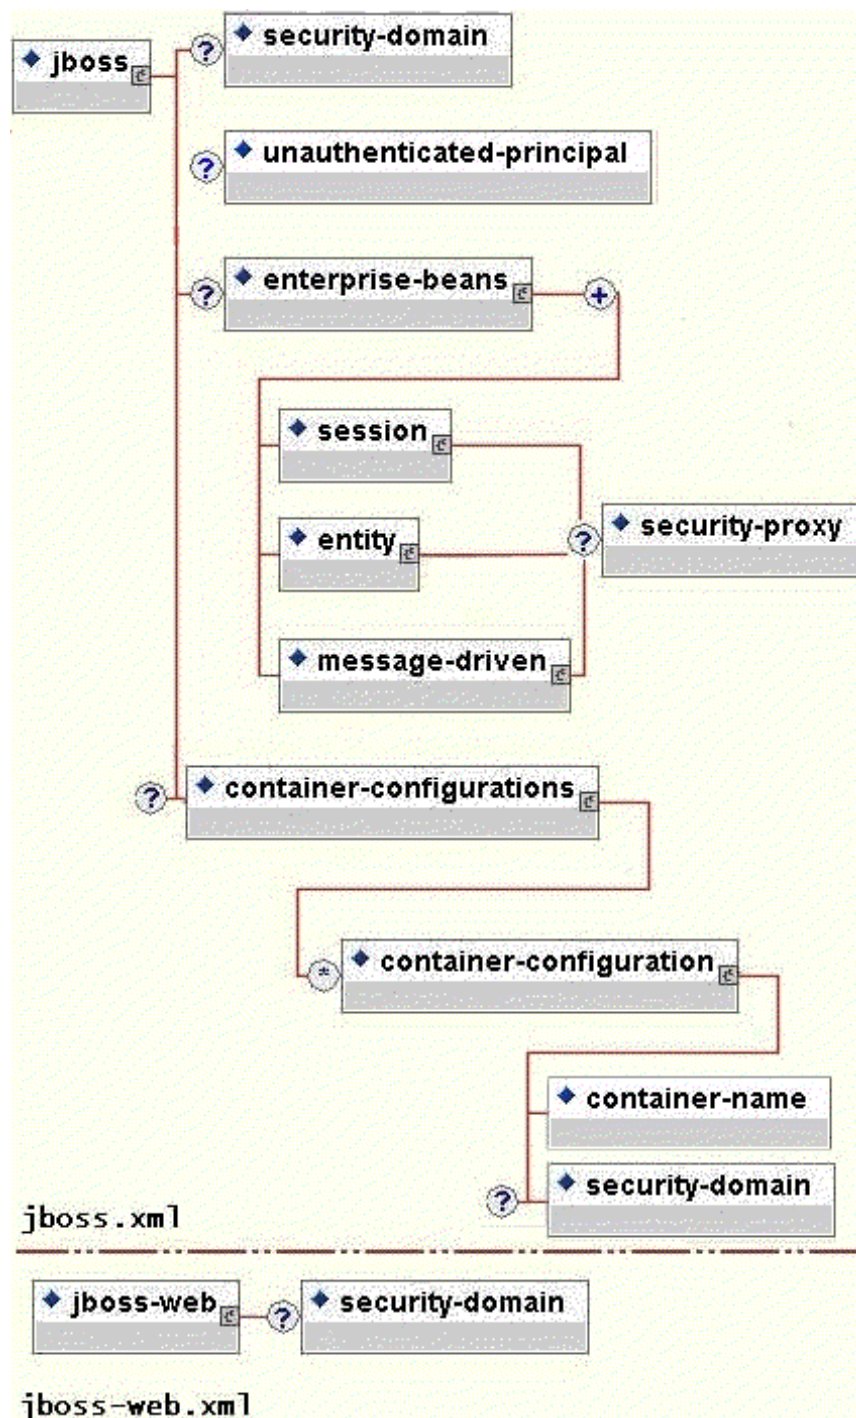 security-domain
jboss
?
unauthenticated-principal
?
enterprise-beans
?
+
session
entity
security-proxy
?
message-driven
container-configurations
?
container-configuration
*
container-name
security-domain
?
jboss.xml
jboss-web
?
security-domain
jboss-web.xml